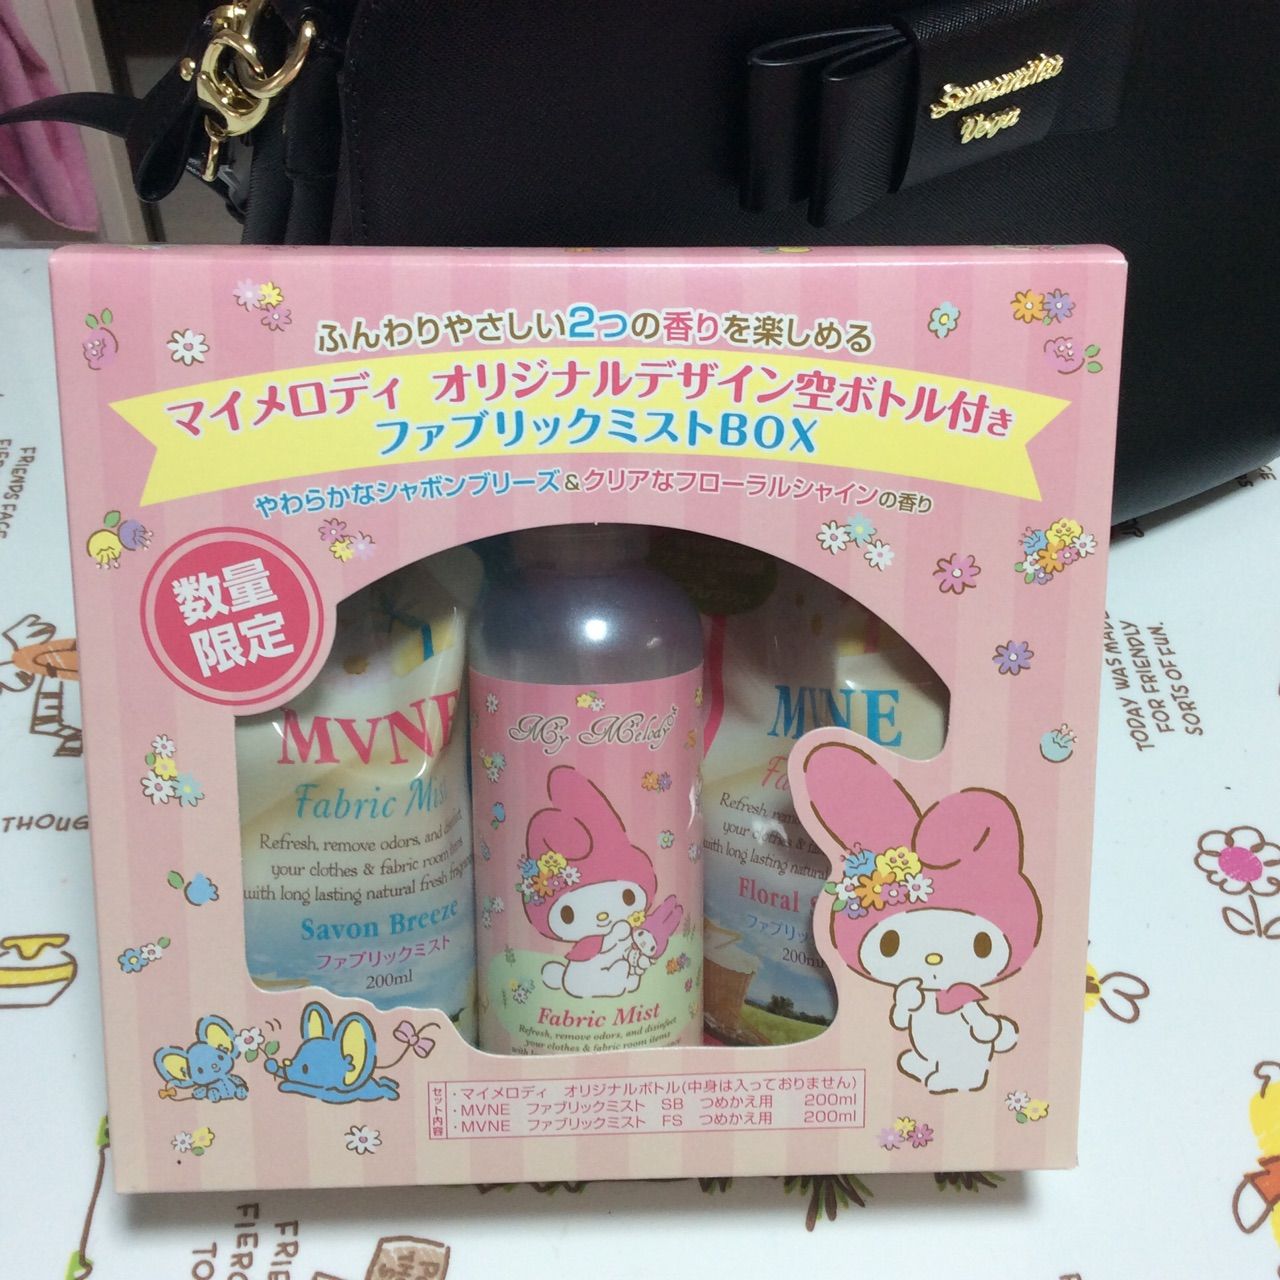 Samantha
Vega
ふんわりやさしい2つの香りを楽しめる
マイメロディ オリジナルデザイン空ボトル付き
ファブリックミストBOX
やわらかなシャボンブリーズ&クリアなフローラルシャインの香り
数量
限定
MVNE
Fabric Mist
Refresh, remove odors, and disinfect
your clothes & fabric room items
with long lasting natural fresh fragrance
Savon Breeze
ファブリックミスト
200ml
My Melody
Fabric Mist
Refresh, remove odors, and disinfect
your clothes & fabric room items
MVNE
Refresh, remove
your clothes &
with long lasting natural
Floral
200ml
セット内容
・マイメロディ オリジナルボトル(中身は入っておりません)
・MVNE ファブリックミスト SB つめかえ用 200ml
・MVNE ファブリックミスト FS つめかえ用 200ml
FRIENDS FACE
THOUG
TODAY WAS MADE
FOR FRIENDLY
SORTS OF FUN.